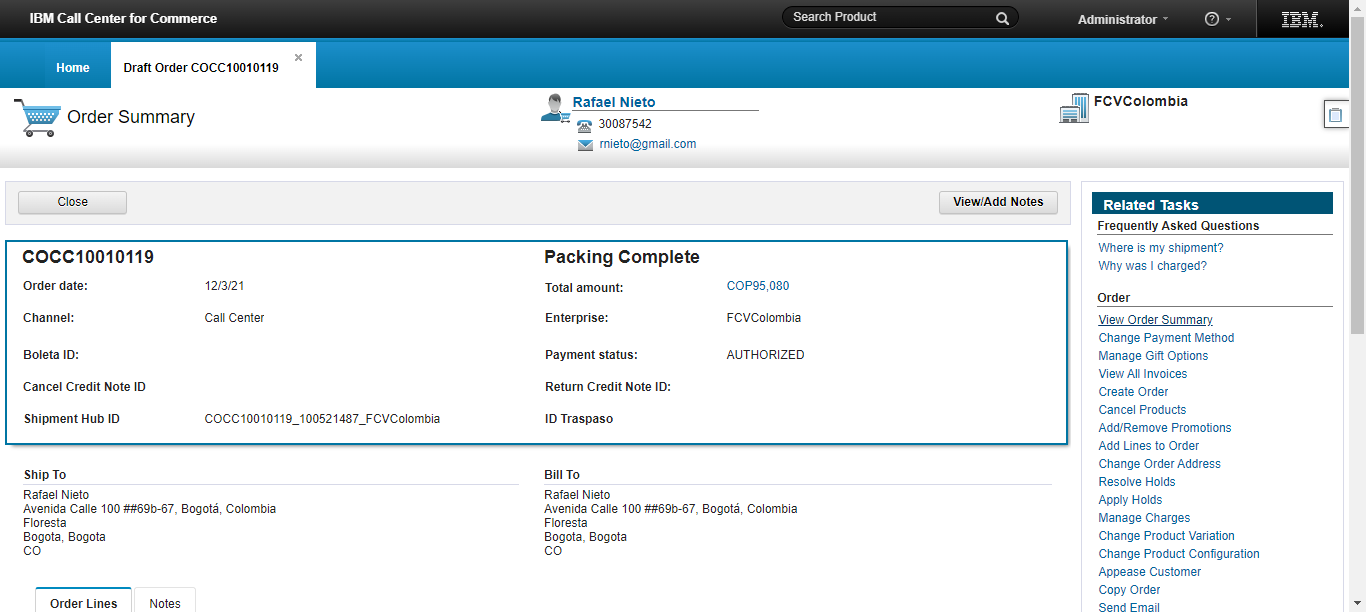 IBM Call Center for Commerce
Search Product
Administrator
?
IBM.
Home
Draft Order COCC10010119
Order Summary
Rafael Nieto
30087542
rnieto@gmail.com
FCVColombia
Close
View/Add Notes
COCC10010119
Packing Complete
Order date: 12/3/21
Total amount: COP95,080
Channel: Call Center
Enterprise: FCVColombia
Boleta ID:
Payment status: AUTHORIZED
Cancel Credit Note ID
Return Credit Note ID:
Shipment Hub ID COCC10010119_100521487_FCVColombia
ID Traspaso
Ship To
Rafael Nieto
Avenida Calle 100 ##69b-67, Bogotá, Colombia
Floresta
Bogota, Bogota
CO
Bill To
Rafael Nieto
Avenida Calle 100 ##69b-67, Bogotá, Colombia
Floresta
Bogota, Bogota
CO
Order Lines
Notes
Related Tasks
Frequently Asked Questions
Where is my shipment?
Why was I charged?
Order
View Order Summary
Change Payment Method
Manage Gift Options
View All Invoices
Create Order
Cancel Products
Add/Remove Promotions
Add Lines to Order
Change Order Address
Resolve Holds
Apply Holds
Manage Charges
Change Product Variation
Change Product Configuration
Appease Customer
Copy Order
Send Email